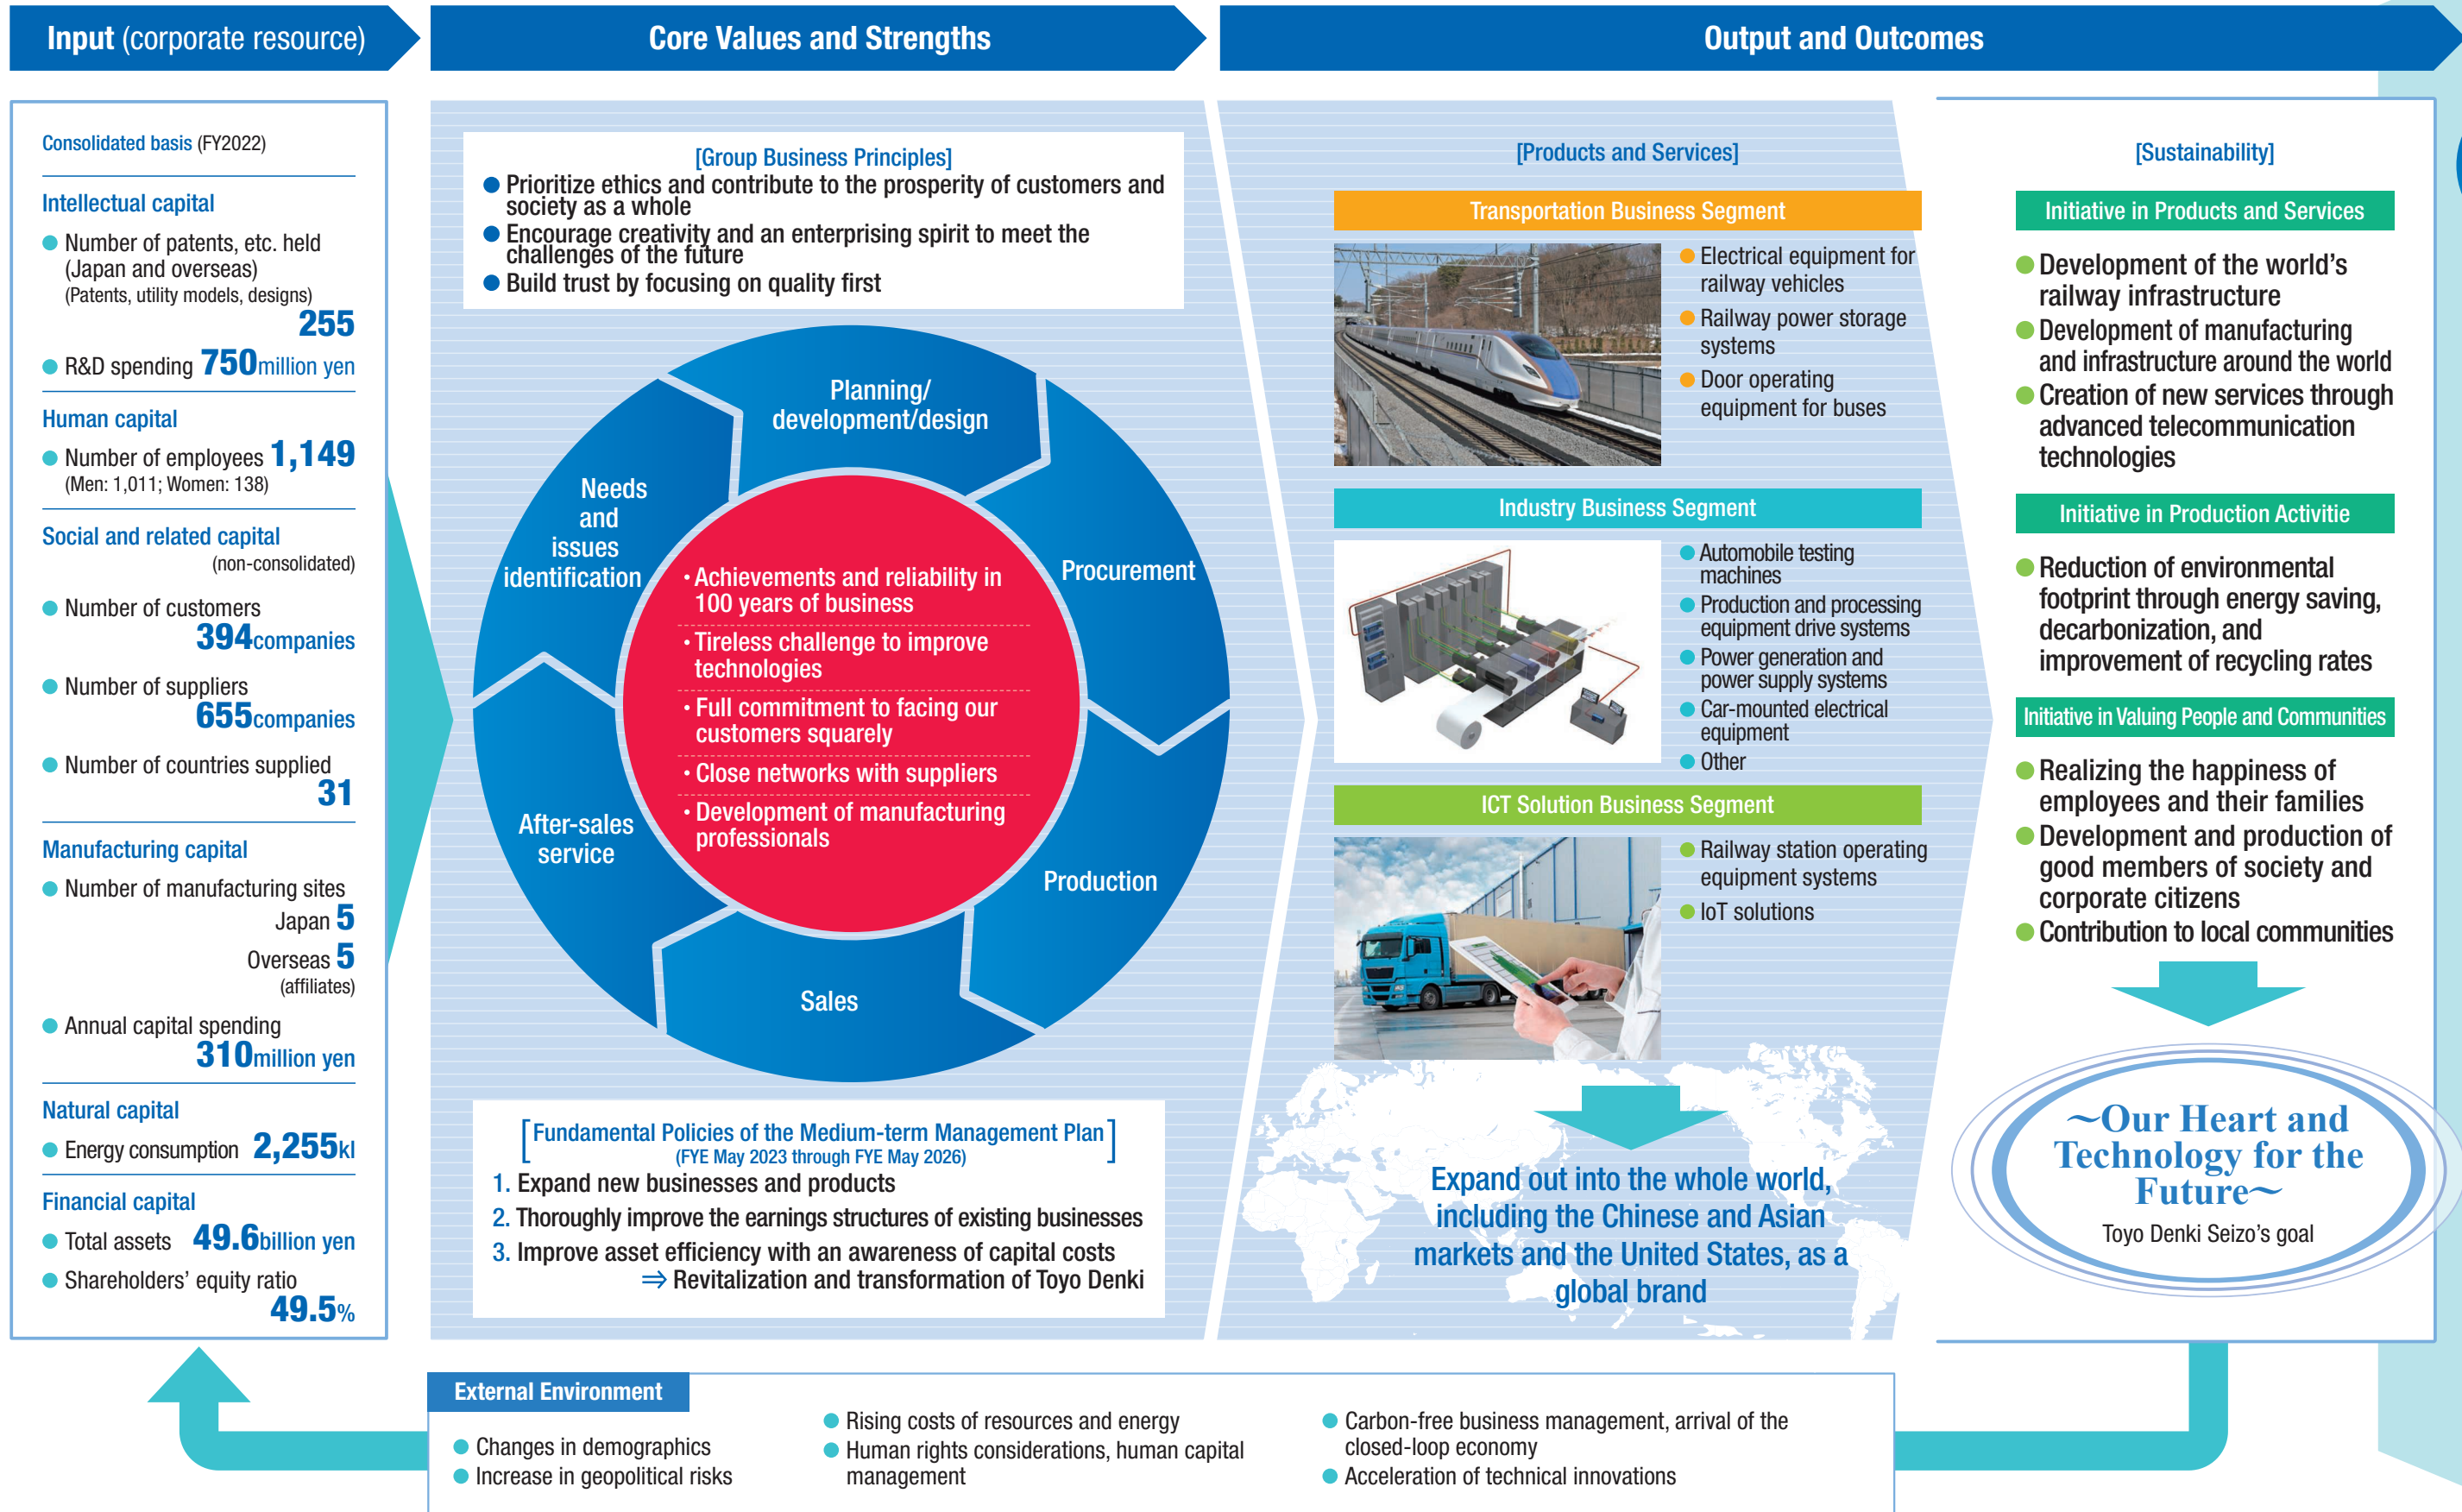 Input (corporate resource)
Core Values and Strengths
Output and Outcomes
Consolidated basis (FY2022)
Intellectual capital
Number of patents, etc. held
(Japan and overseas)
(Patents, utility models, designs)
255
R&D spending 750million yen
Human capital
Number of employees 1,149
(Men: 1,011; Women: 138)
Social and related capital
(non-consolidated)
Number of customers
394companies
Number of suppliers
655companies
Number of countries supplied
31
Manufacturing capital
Number of manufacturing sites
Japan 5
Overseas 5
(affiliates)
Annual capital spending
310million yen
Natural capital
Energy consumption 2,255kl
Financial capital
Total assets 49.6billion yen
Shareholders' equity ratio
49.5%
[Group Business Principles]
Prioritize ethics and contribute to the prosperity of customers and
society as a whole
Encourage creativity and an enterprising spirit to meet the
challenges of the future
Build trust by focusing on quality first
Planning/
development/design
Procurement
Production
Sales
After-sales
service
Needs
and
issues
identification
・Achievements and reliability in
100 years of business
・Tireless challenge to improve
technologies
・Full commitment to facing our
customers squarely
・Close networks with suppliers
・Development of manufacturing
professionals
[Fundamental Policies of the Medium-term Management Plan]
(FYE May 2023 through FYE May 2026)
1. Expand new businesses and products
2. Thoroughly improve the earnings structures of existing businesses
3. Improve asset efficiency with an awareness of capital costs
⇒ Revitalization and transformation of Toyo Denki
[Products and Services]
Transportation Business Segment
Electrical equipment for
railway vehicles
Railway power storage
systems
Door operating
equipment for buses
Industry Business Segment
Automobile testing
machines
Production and processing
equipment drive systems
Power generation and
power supply systems
Car-mounted electrical
equipment
Other
ICT Solution Business Segment
Railway station operating
equipment systems
IoT solutions
Expand out into the whole world,
including the Chinese and Asian
markets and the United States, as a
global brand
[Sustainability]
Initiative in Products and Services
Development of the world's
railway infrastructure
Development of manufacturing
and infrastructure around the world
Creation of new services through
advanced telecommunication
technologies
Initiative in Production Activitie
Reduction of environmental
footprint through energy saving,
decarbonization, and
improvement of recycling rates
Initiative in Valuing People and Communities
Realizing the happiness of
employees and their families
Development and production of
good members of society and
corporate citizens
Contribution to local communities
~Our Heart and
Technology for the
Future~
Toyo Denki Seizo's goal
External Environment
Changes in demographics
Increase in geopolitical risks
Rising costs of resources and energy
Human rights considerations, human capital
management
Carbon-free business management, arrival of the
closed-loop economy
Acceleration of technical innovations